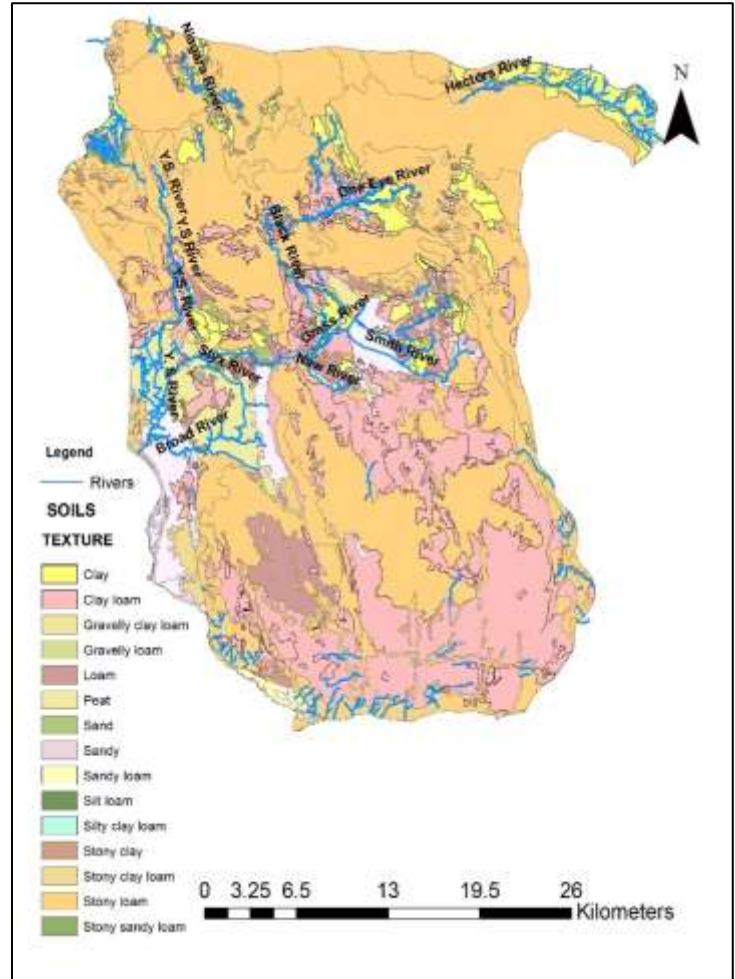 Niagara River
Hectors River
N
Y.S. River
Y.S River
Y.S. River
One Eye River
Black River
Grass River
Smith River
Styx River
New River
Y. S River
Broad River
Legend
Rivers
SOILS
TEXTURE
Clay
Clay loam
Gravelly clay loam
Gravelly loam
Loam
Peat
Sand
Sandy
Sandy loam
Silt loam
Silty clay loam
Stony clay
Stony clay loam
Stony loam
Stony sandy loam
0 3.25 6.5 13 19.5 26
Kilometers